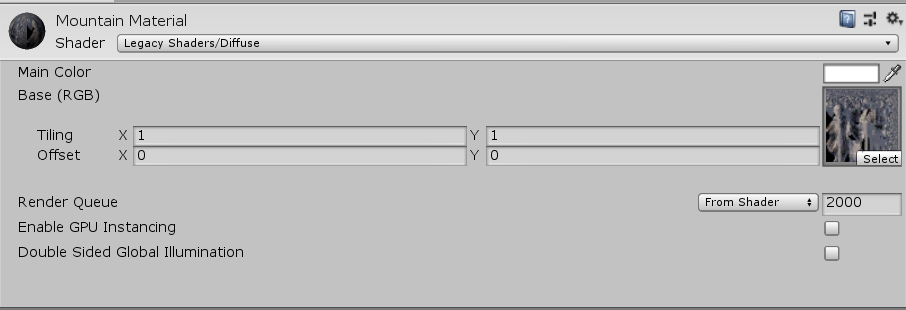 Mountain Material
Shader Legacy Shaders/Diffuse
Main Color
Base (RGB)
Tiling X 1 Y 1
Offset X 0 Y 0
Select
Render Queue From Shader 2000
Enable GPU Instancing
Double Sided Global Illumination